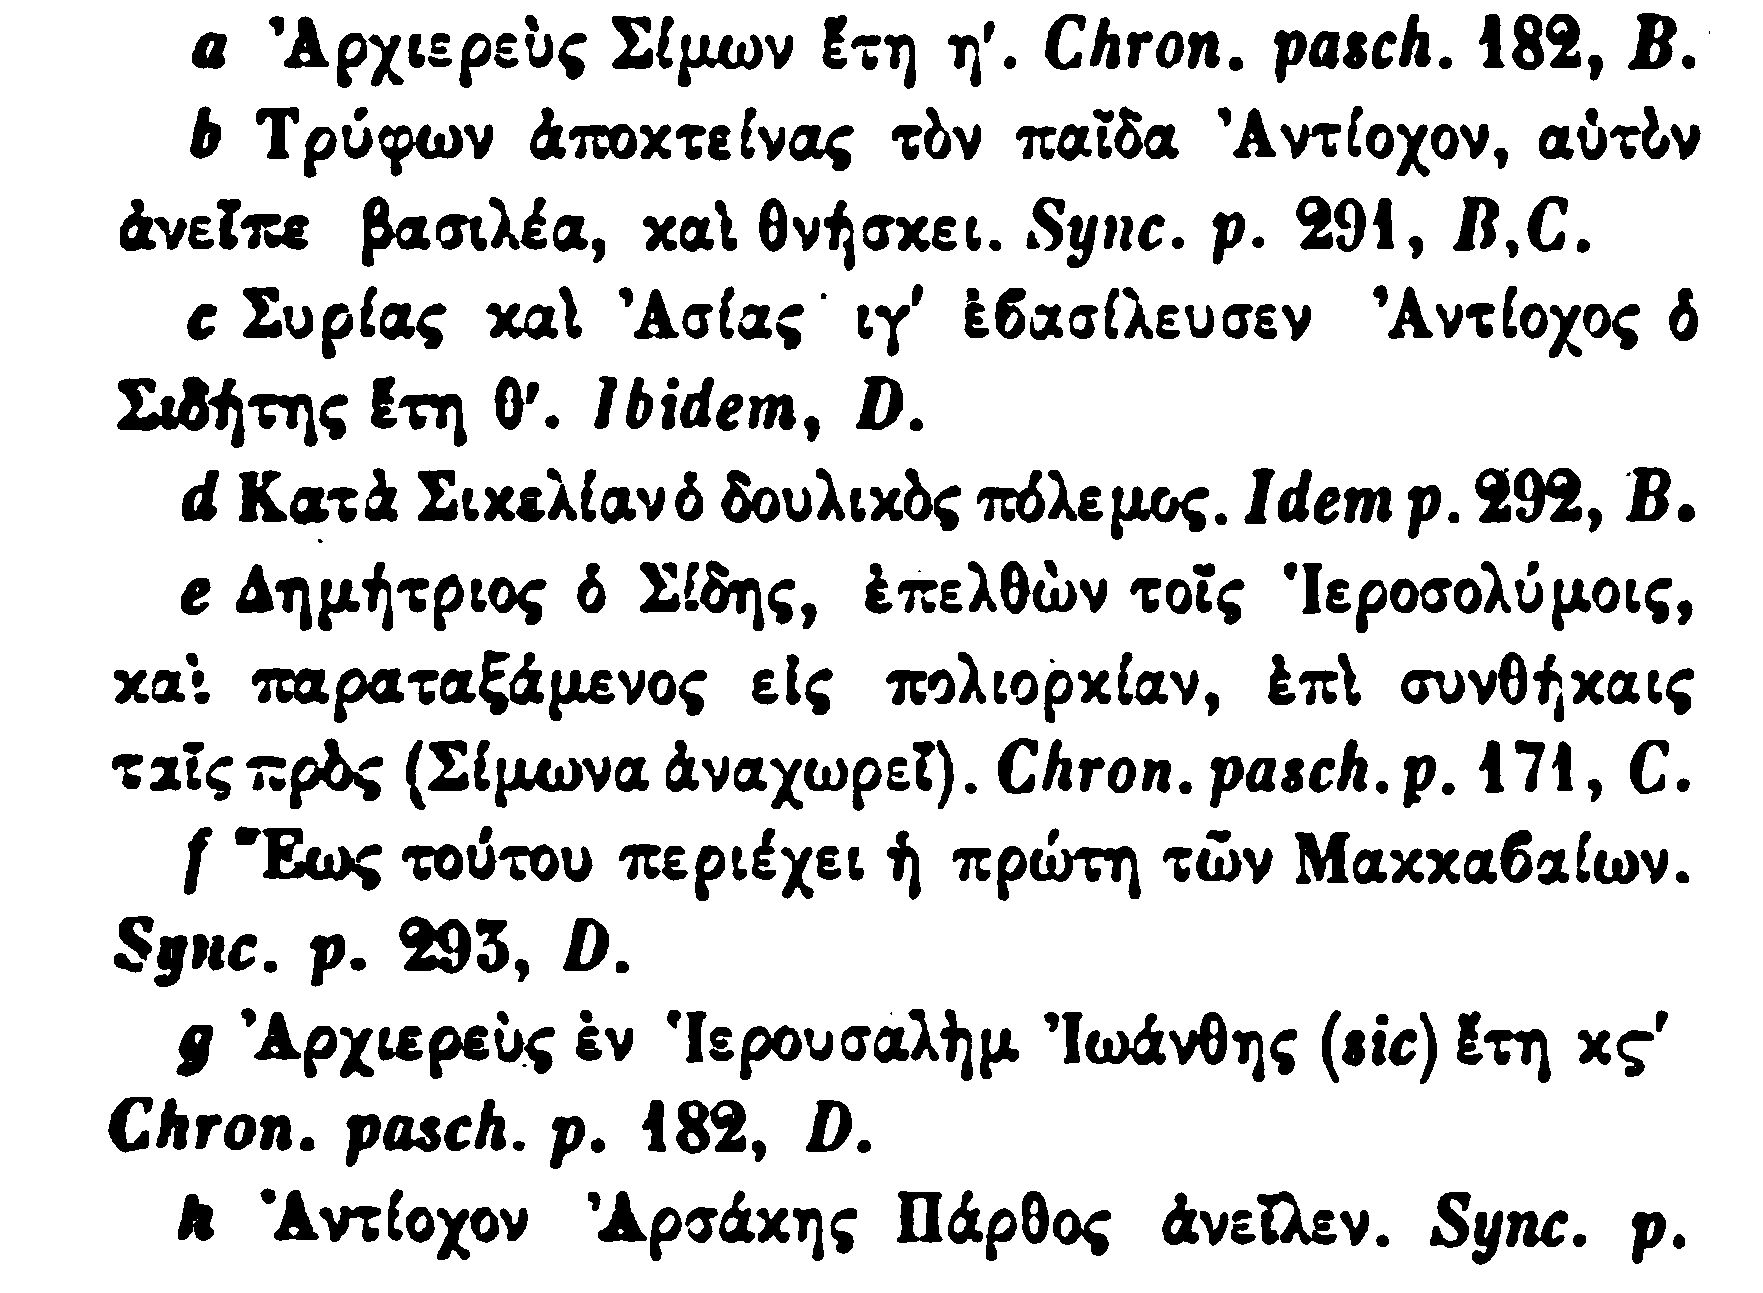 a Ἀρχιερεὺς Σίμων ἔτη η′. Chron. pasch. 182, B.
b Τρύφων ἀποκτείνας τὸν παῖδα Ἀντίοχον, αὑτὸν
ἀνεῖπε βασιλέα, καὶ θνήσκει. Sync. p. 291, B,C.
c Συρίας καὶ Ἀσίας ιγ′ ἐϐασίλευσεν Ἀντίοχος ὁ
Σιδήτης ἔτη θ′. Ibidem, D.
d Κατὰ Σικελίαν ὁ δουλικὸς πόλεμος. Idem p. 292, B.
e Δημήτριος ὁ Σίδης, ἐπελθὼν τοῖς Ἱεροσολύμοις,
καὶ παραταξάμενος εἰς πολιορκίαν, ἐπὶ συνθήκαις
ταῖς πρὸς (Σίμωνα ἀναχωρεῖ). Chron. pasch. p. 171, C.
f Ἕως τούτου περιέχει ἡ πρώτη τῶν Μακκαϐαίων.
Sync. p. 293, D.
g Ἀρχιερεὺς ἐν Ἱερουσαλὴμ Ἰωάνθης (sic) ἔτη κς′
Chron. pasch. p. 182, D.
h Ἀντίοχον Ἀρσάκης Πάρθος ἀνεῖλεν. Sync. p.